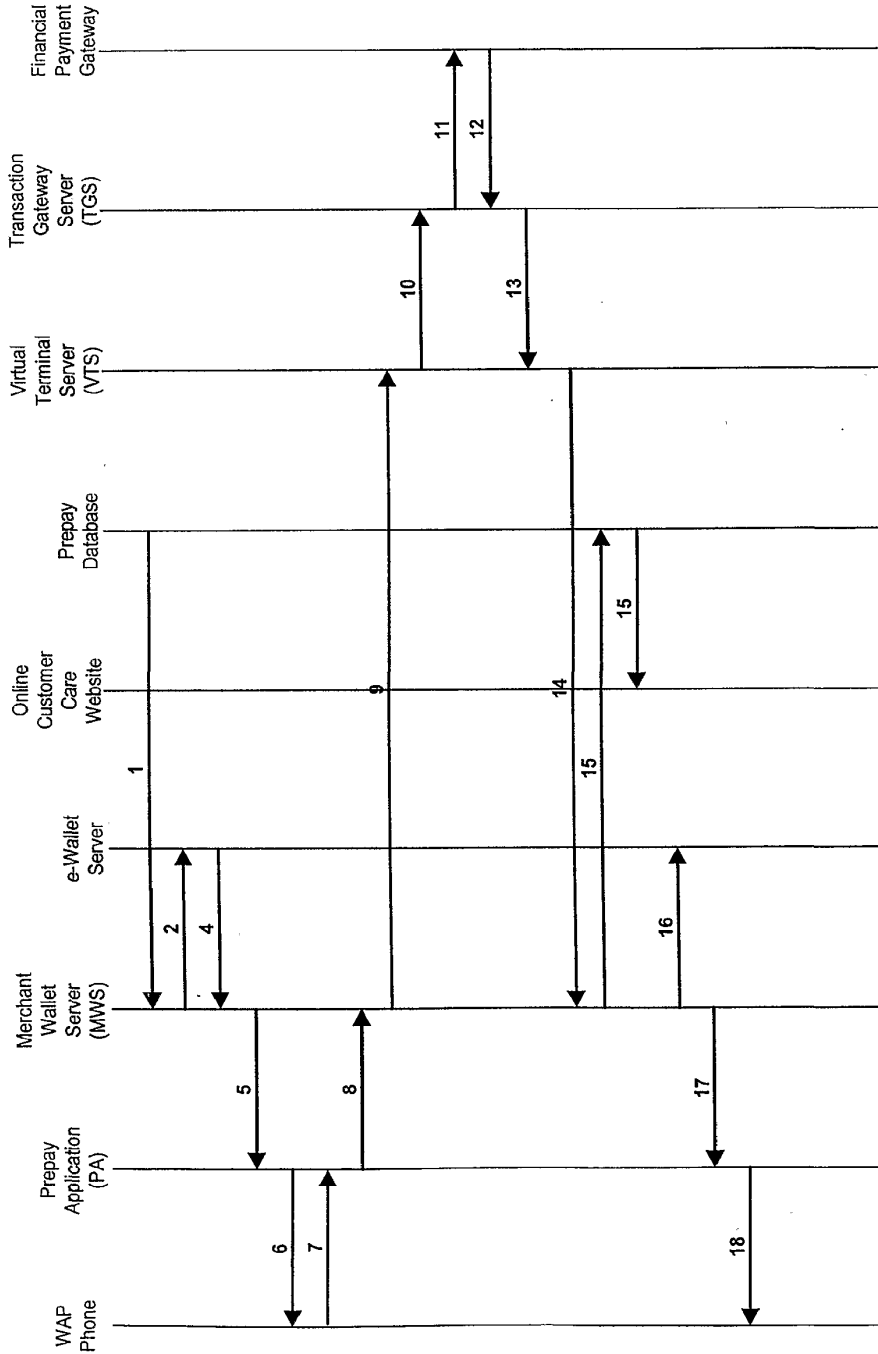 WAP
Phone
Prepay
Application
(PA)
Merchant
Wallet
Server
(MWS)
e-Wallet
Server
Online
Customer
Care
Website
Prepay
Database
Virtual
Terminal
Server
(VTS)
Transaction
Gateway
Server
(TGS)
Financial
Payment
Gateway
1
2
4
5
6
7
8
9
10
11
12
13
14
15
15
16
17
18